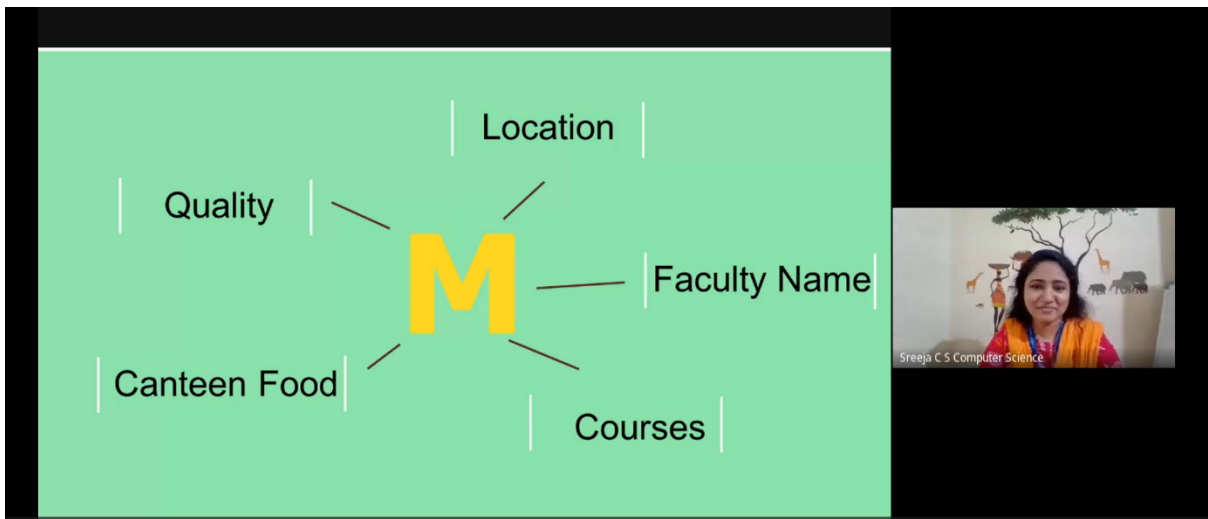 Location
Quality
M
Faculty Name
Canteen Food
Courses
Sreeja C S Computer Science